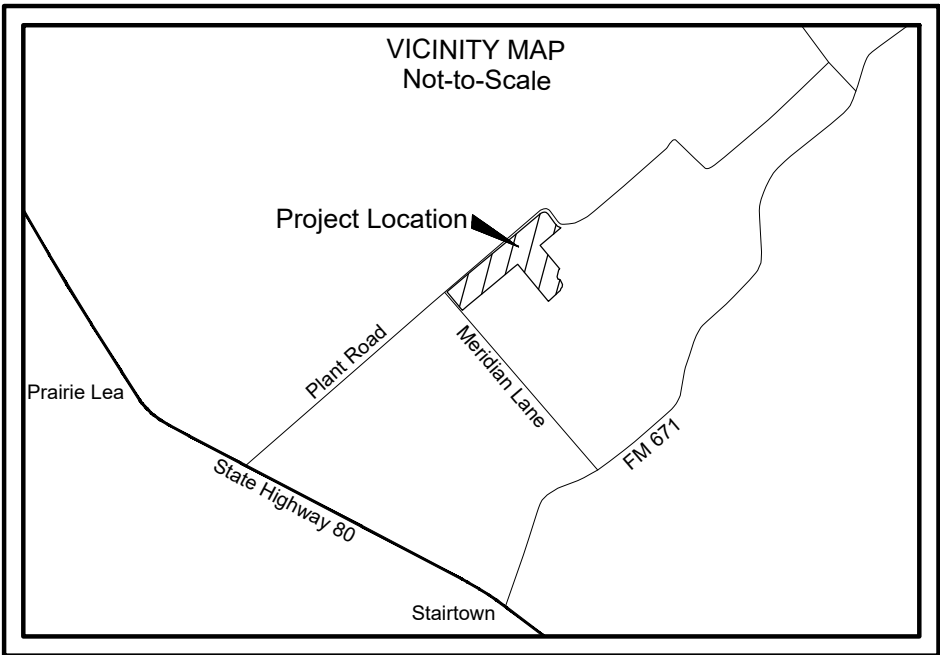 VICINITY MAP
Not-to-Scale
Project Location
Plant Road
Meridian Lane
Prairie Lea
FM 671
State Highway 80
Stairtown